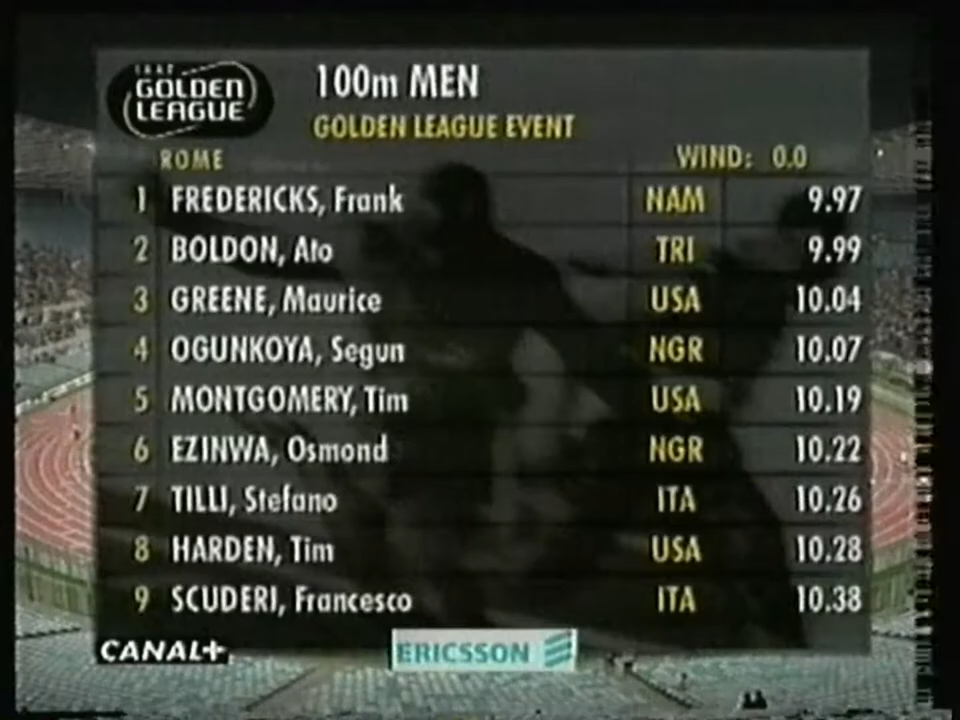 IAAF
GOLDEN
LEAGUE
100m MEN
GOLDEN LEAGUE EVENT
ROME WIND: 0.0
1 FREDERICKS, Frank NAM 9.97
2 BOLDON, Ato TRI 9.99
3 GREENE, Maurice USA 10.04
4 OGUNKOYA, Segun NGR 10.07
5 MONTGOMERY, Tim USA 10.19
6 EZINWA, Osmond NGR 10.22
7 TILLI, Stefano ITA 10.26
8 HARDEN, Tim USA 10.28
9 SCUDERI, Francesco ITA 10.38
CANAL+ ERICSSON